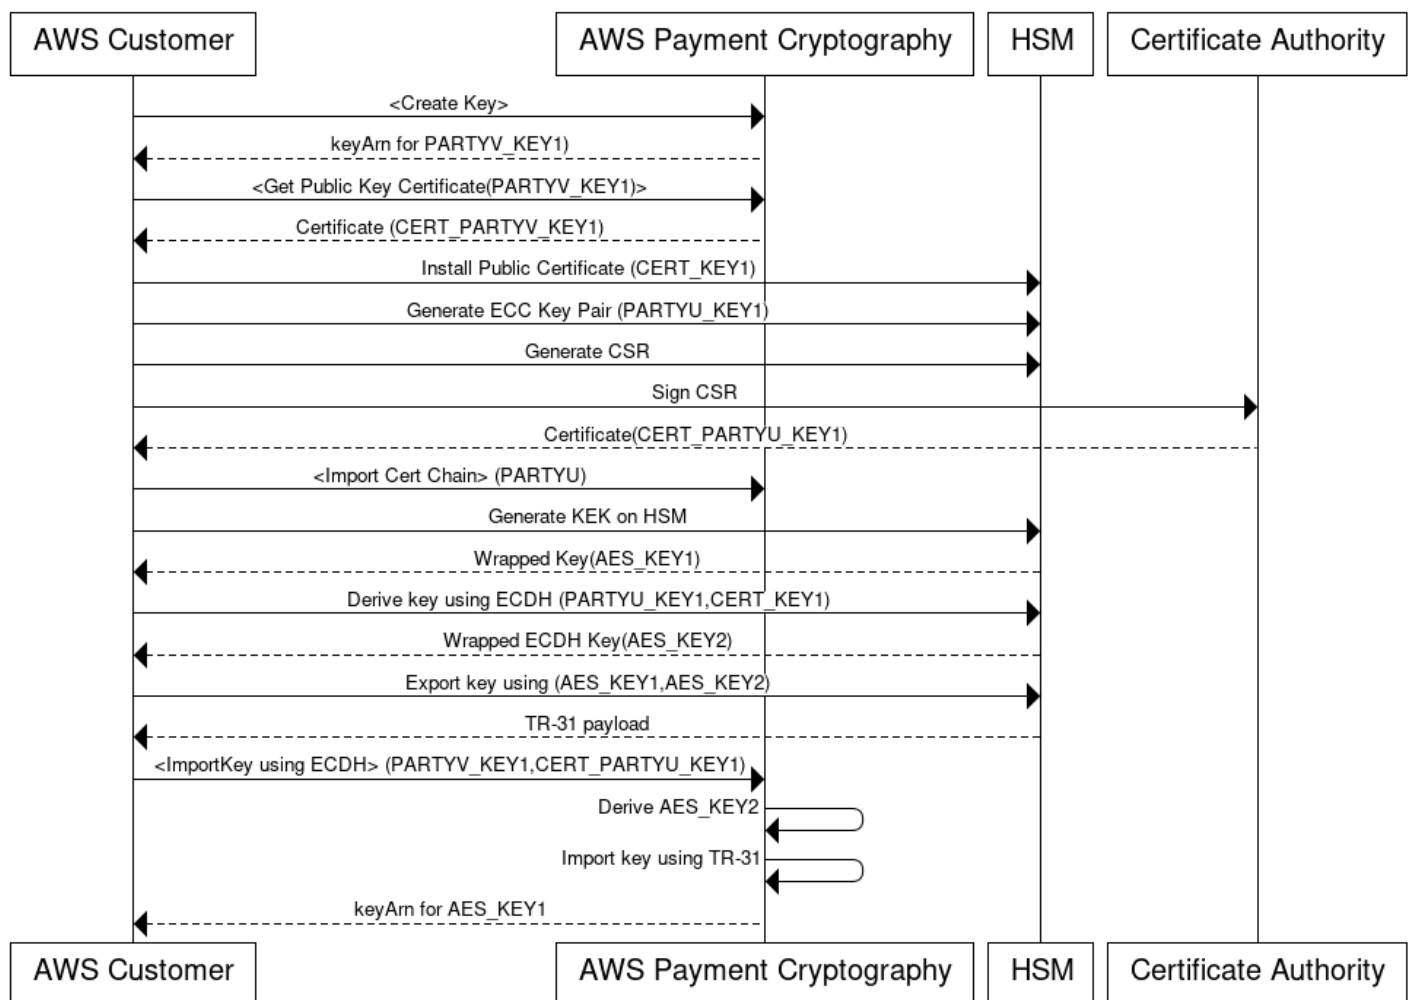 AWS Customer
AWS Payment Cryptography
HSM
Certificate Authority
<Create Key>
keyArn for PARTYV_KEY1)
<Get Public Key Certificate(PARTYV_KEY1)>
Certificate (CERT_PARTYV_KEY1)
Install Public Certificate (CERT_KEY1)
Generate ECC Key Pair (PARTYU_KEY1)
Generate CSR
Sign CSR
Certificate(CERT_PARTYU_KEY1)
<Import Cert Chain> (PARTYU)
Generate KEK on HSM
Wrapped Key(AES_KEY1)
Derive key using ECDH (PARTYU_KEY1,CERT_KEY1)
Wrapped ECDH Key(AES_KEY2)
Export key using (AES_KEY1,AES_KEY2)
TR-31 payload
<ImportKey using ECDH> (PARTYV_KEY1,CERT_PARTYU_KEY1)
Derive AES_KEY2
Import key using TR-31
keyArn for AES_KEY1
AWS Customer
AWS Payment Cryptography
HSM
Certificate Authority